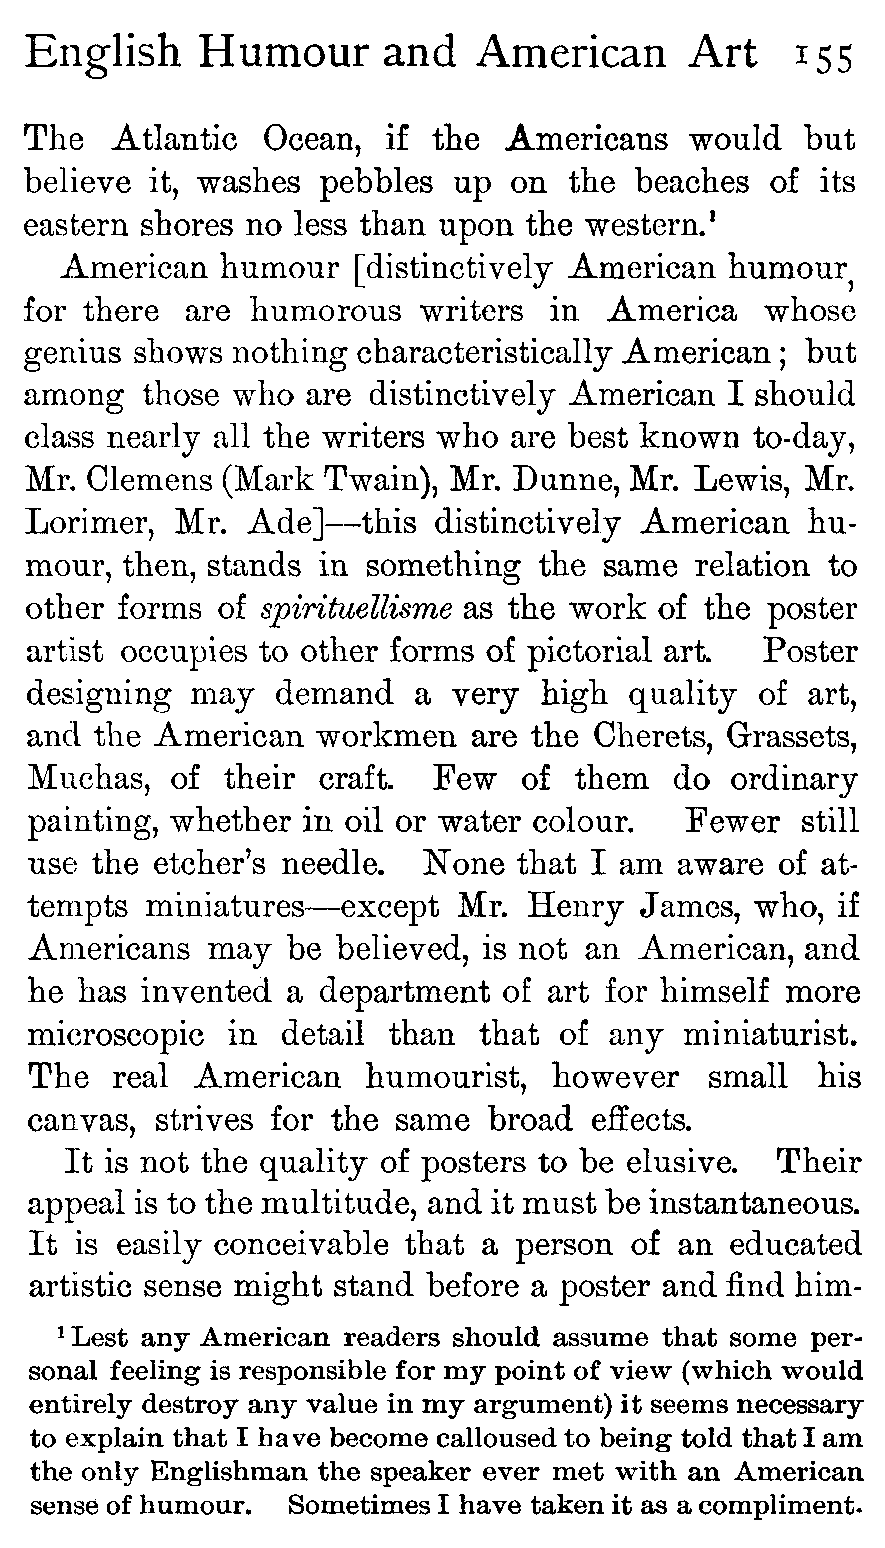 English Humour and American Art 155
The Atlantic Ocean, if the Americans would but
believe it, washes pebbles up on the beaches of its
eastern shores no less than upon the western.¹
American humour [distinctively American humour,
for there are humorous writers in America whose
genius shows nothing characteristically American; but
among those who are distinctively American I should
class nearly all the writers who are best known to-day,
Mr. Clemens (Mark Twain), Mr. Dunne, Mr. Lewis, Mr.
Lorimer, Mr. Ade]—this distinctively American hu-
mour, then, stands in something the same relation to
other forms of spirituellisme as the work of the poster
artist occupies to other forms of pictorial art. Poster
designing may demand a very high quality of art,
and the American workmen are the Cherets, Grassets,
Muchas, of their craft. Few of them do ordinary
painting, whether in oil or water colour. Fewer still
use the etcher's needle. None that I am aware of at-
tempts miniatures—except Mr. Henry James, who, if
Americans may be believed, is not an American, and
he has invented a department of art for himself more
microscopic in detail than that of any miniaturist.
The real American humourist, however small his
canvas, strives for the same broad effects.
It is not the quality of posters to be elusive. Their
appeal is to the multitude, and it must be instantaneous.
It is easily conceivable that a person of an educated
artistic sense might stand before a poster and find him-
¹ Lest any American readers should assume that some per-
sonal feeling is responsible for my point of view (which would
entirely destroy any value in my argument) it seems necessary
to explain that I have become calloused to being told that I am
the only Englishman the speaker ever met with an American
sense of humour. Sometimes I have taken it as a compliment.